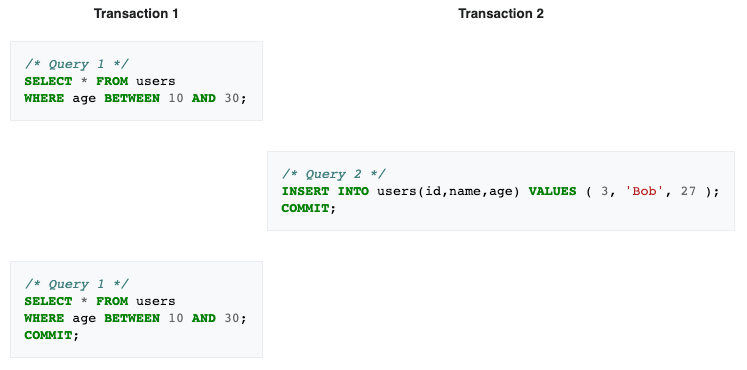 Transaction 1
Transaction 2
/* Query 1 */
SELECT * FROM users
WHERE age BETWEEN 10 AND 30;
/* Query 2 */
INSERT INTO users(id,name,age) VALUES ( 3, 'Bob', 27 );
COMMIT;
/* Query 1 */
SELECT * FROM users
WHERE age BETWEEN 10 AND 30;
COMMIT;